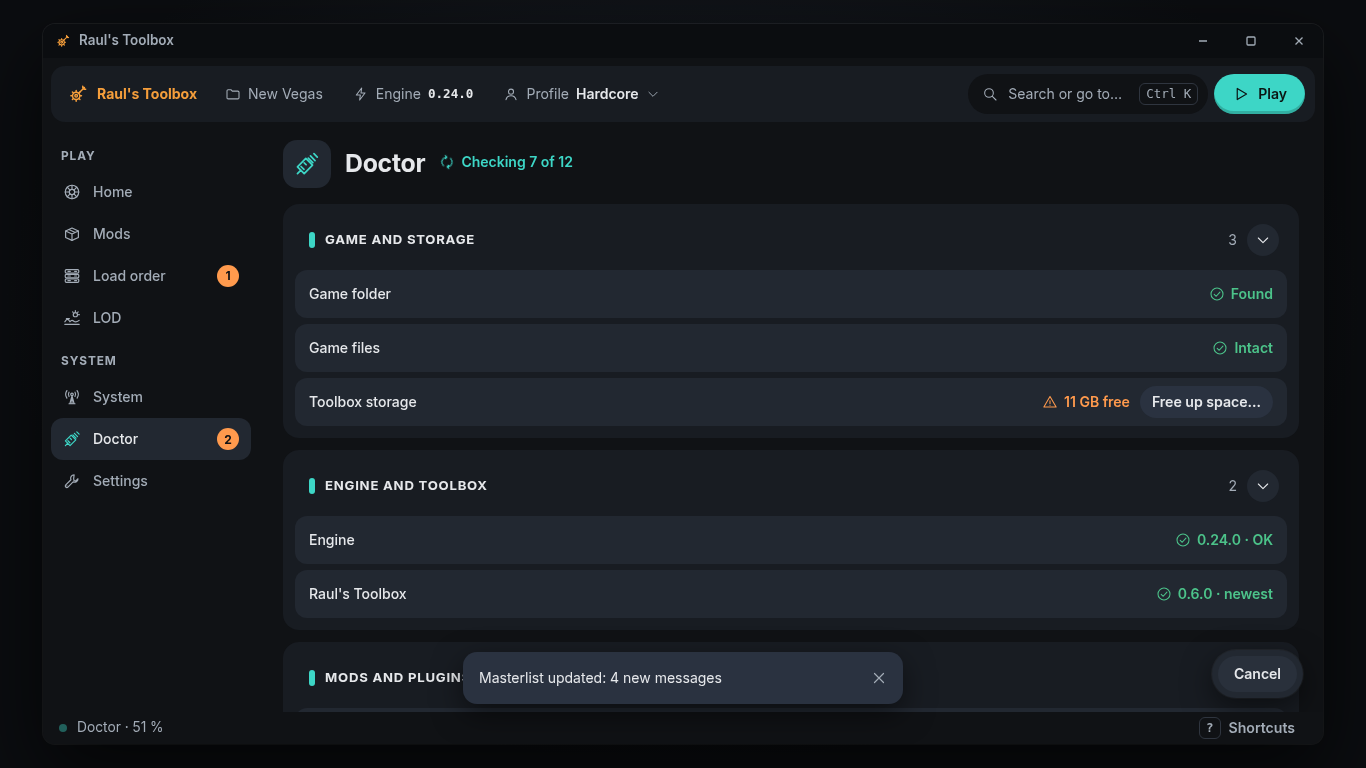 Raul's Toolbox
Raul's Toolbox
New Vegas
Engine 0.24.0
Profile Hardcore
Search or go to...
Ctrl K
Play
PLAY
Home
Mods
Load order
1
LOD
SYSTEM
System
Doctor
2
Settings
Doctor
Checking 7 of 12
GAME AND STORAGE
3
Game folder
Found
Game files
Intact
Toolbox storage
11 GB free
Free up space...
ENGINE AND TOOLBOX
2
Engine
0.24.0 · OK
Raul's Toolbox
0.6.0 · newest
MODS AND PLUGINS
Masterlist updated: 4 new messages
Cancel
Doctor · 51 %
? Shortcuts